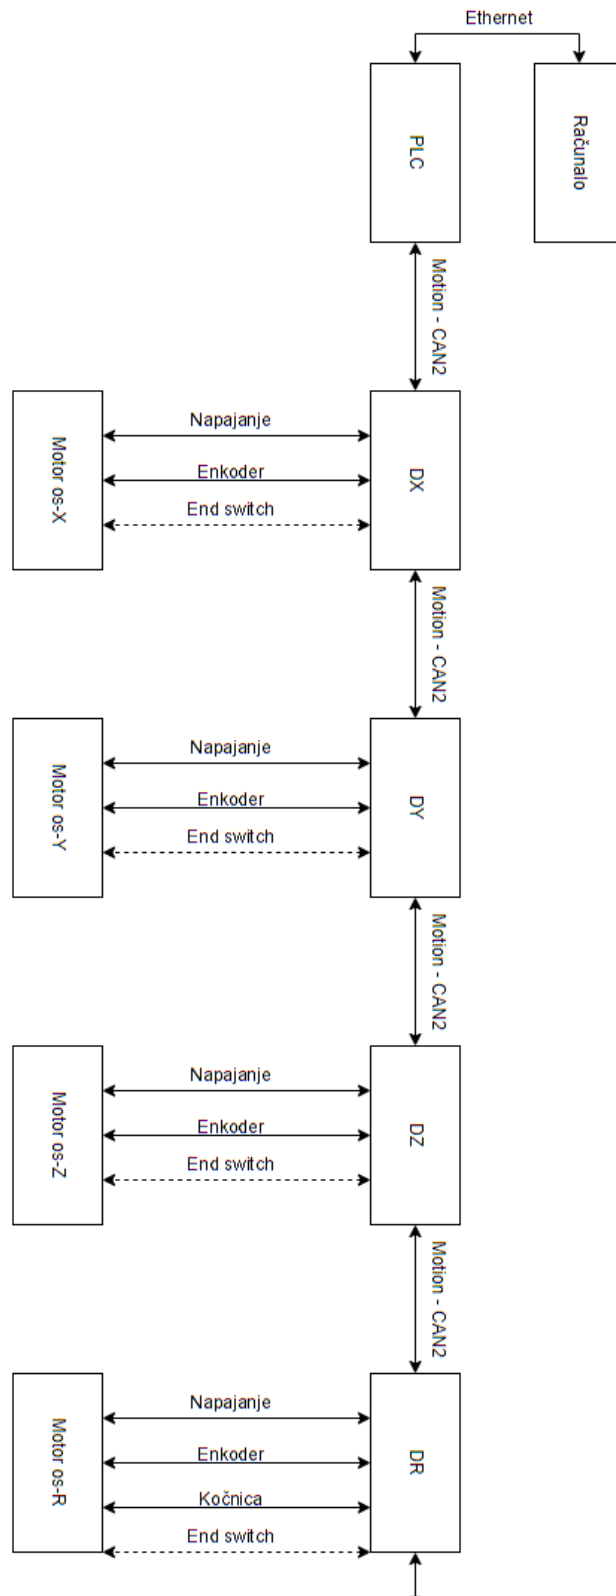 Ethernet
PLC
Računalo
Motion - CAN2
Motor os-X
Napajanje
Enkoder
End switch
DX
Motion - CAN2
Motor os-Y
Napajanje
Enkoder
End switch
DY
Motion - CAN2
Motor os-Z
Napajanje
Enkoder
End switch
DZ
Motion - CAN2
Motor os-R
Napajanje
Enkoder
Kočnica
End switch
DR